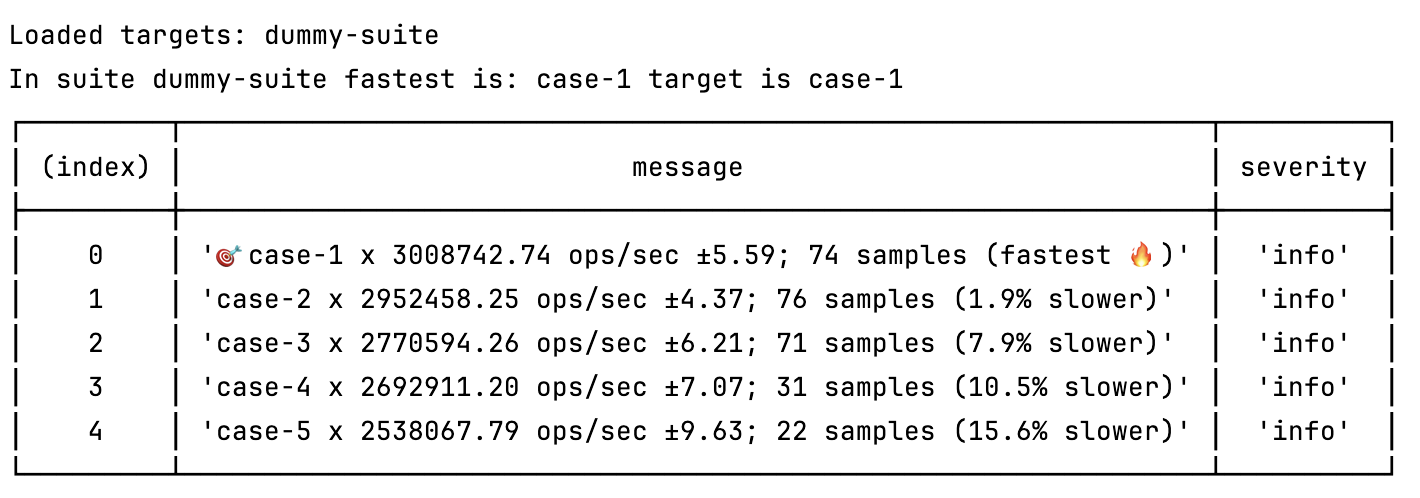 Loaded targets: dummy-suite
In suite dummy-suite fastest is: case-1 target is case-1
(index) message severity
0 '🎯case-1 x 3008742.74 ops/sec ±5.59; 74 samples (fastest 🔥)' 'info'
1 'case-2 x 2952458.25 ops/sec ±4.37; 76 samples (1.9% slower)' 'info'
2 'case-3 x 2770594.26 ops/sec ±6.21; 71 samples (7.9% slower)' 'info'
3 'case-4 x 2692911.20 ops/sec ±7.07; 31 samples (10.5% slower)' 'info'
4 'case-5 x 2538067.79 ops/sec ±9.63; 22 samples (15.6% slower)' 'info'